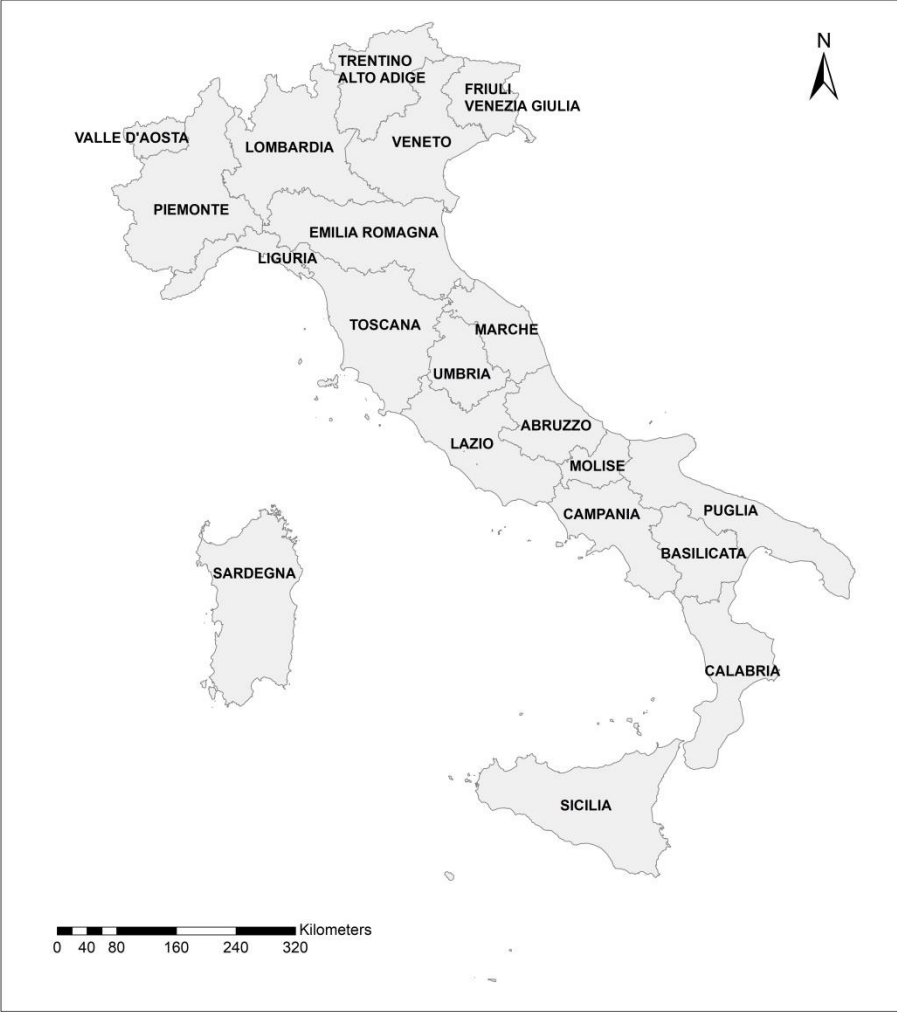 N
TRENTINO
ALTO ADIGE
FRIULI
VENEZIA GIULIA
VALLE D'AOSTA
LOMBARDIA
VENETO
PIEMONTE
EMILIA ROMAGNA
LIGURIA
TOSCANA
MARCHE
UMBRIA
ABRUZZO
LAZIO
MOLISE
CAMPANIA
PUGLIA
BASILICATA
SARDEGNA
CALABRIA
SICILIA
Kilometers
0 40 80 160 240 320